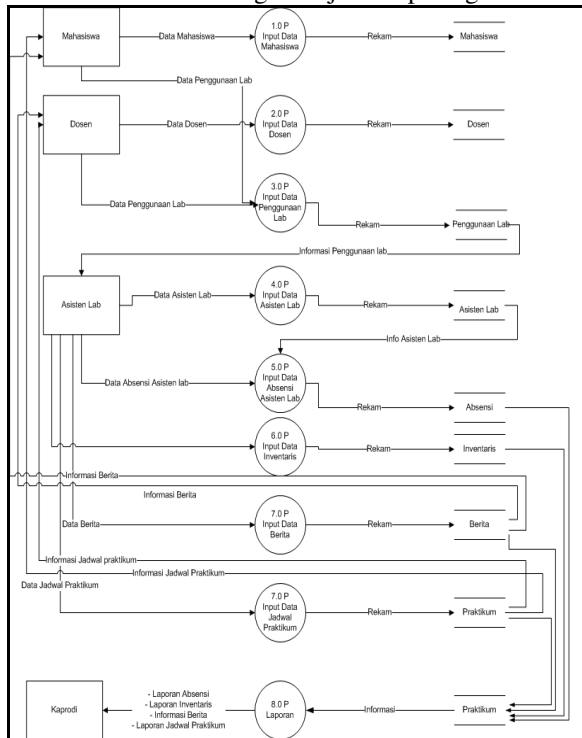 Mahasiswa
Data Mahasiswa
1.0 P
Input Data
Mahasiswa
Rekam
Mahasiswa
Data Penggunaan Lab
Dosen
Data Dosen
2.0 P
Input Data
Dosen
Rekam
Dosen
Data Penggunaan Lab
3.0 P
Input Data
Penggunaan
Lab
Rekam
Penggunaan Lab
Informasi Penggunaan lab
Asisten Lab
Data Asisten Lab
4.0 P
Input Data
Asisten Lab
Rekam
Asisten Lab
Info Asisten Lab
Data Absensi Asisten lab
5.0 P
Input Data
Absensi
Asisten Lab
Rekam
Absensi
6.0 P
Input Data
Inventaris
Rekam
Inventaris
Informasi Berita
Informasi Berita
Data Berita
7.0 P
Input Data
Berita
Rekam
Berita
Informasi Jadwal praktikum
Informasi Jadwal Praktikum
Data Jadwal Praktikum
7.0 P
Input Data
Jadwal
Praktikum
Rekam
Praktikum
Kaprodi
- Laporan Absensi
- Laporan Inventaris
- Informasi Berita
- Laporan Jadwal Praktikum
8.0 P
Laporan
Informasi
Praktikum